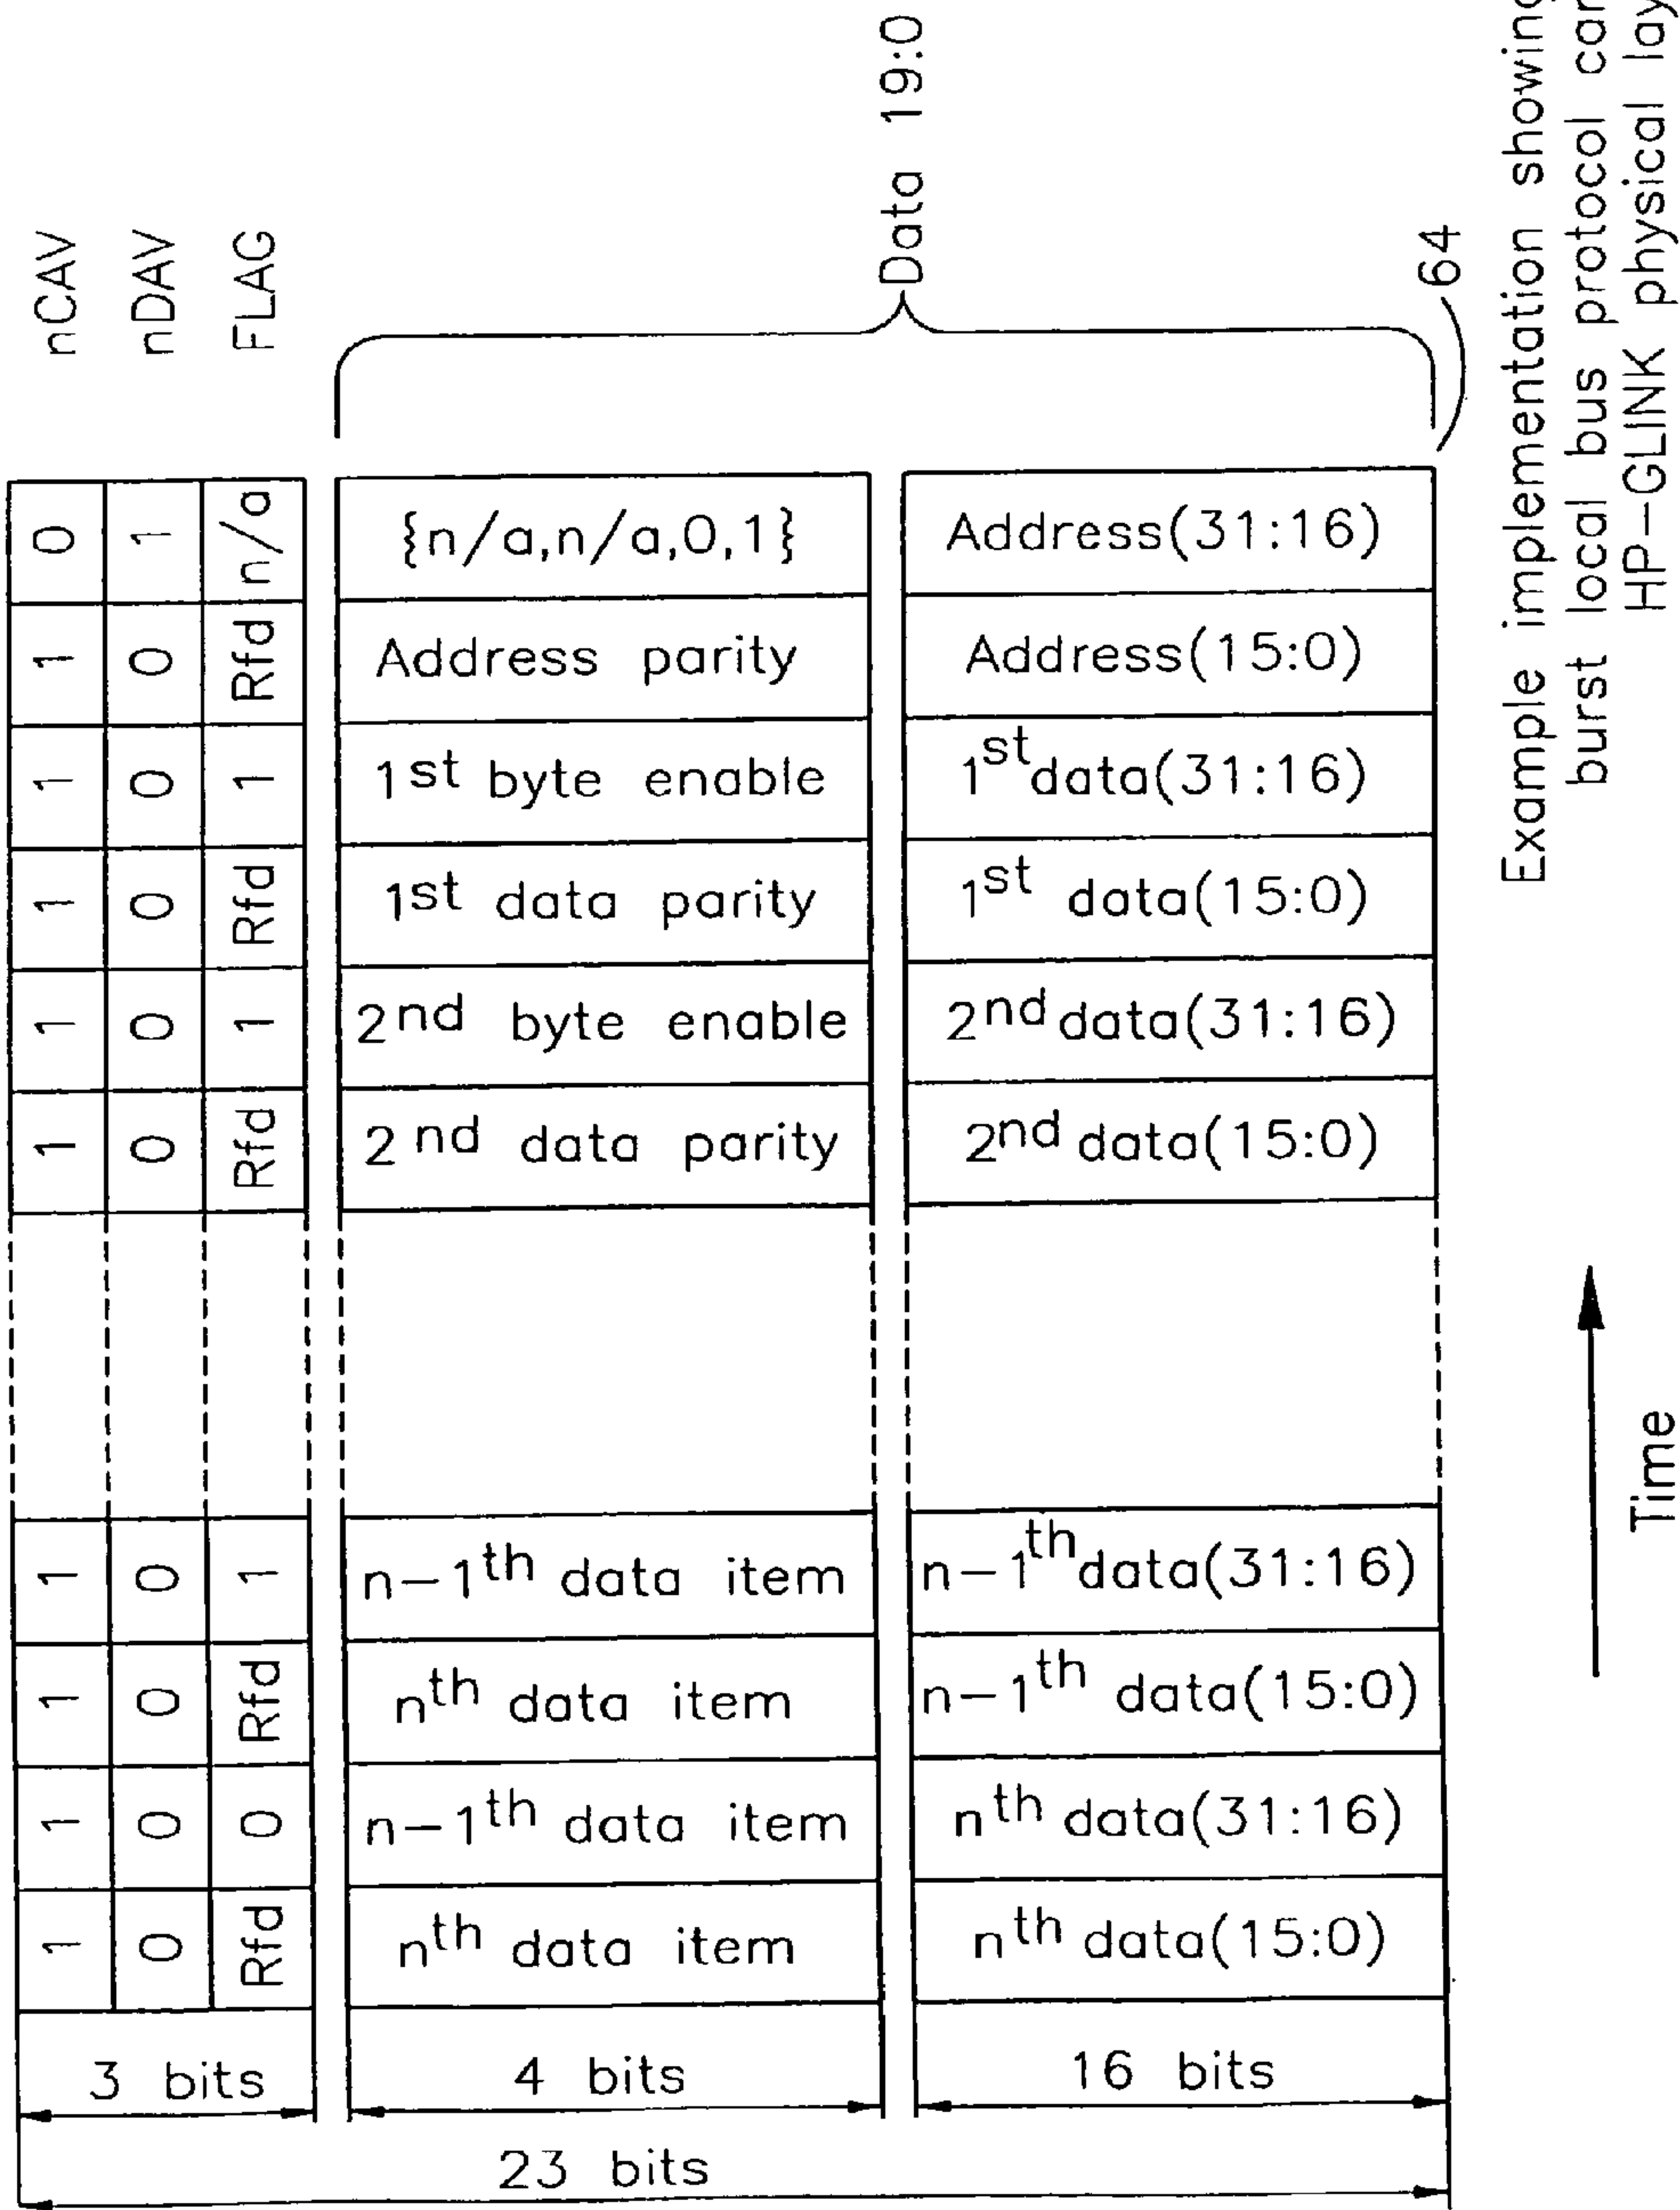 0 1 1 1 1 1 1 1 1 1 nCAV
1 0 0 0 0 0 0 0 0 0 nDAV
n/a Rfd 1 Rfd 1 Rfd 1 Rfd 0 Rfd FLAG
{n/a,n/a,0,1} Address(31:16)
Address parity Address(15:0)
1st byte enable 1st data(31:16)
1st data parity 1st data(15:0)
2nd byte enable 2nd data(31:16)
2nd data parity 2nd data(15:0)
n-1th data item n-1th data(31:16)
nth data item n-1th data(15:0)
n-1th data item nth data(31:16)
nth data item nth data(15:0)
3 bits 4 bits 16 bits
23 bits
Data 19:0
64
Time
Example implementation showing
burst local bus protocol
HP-GLINK physical